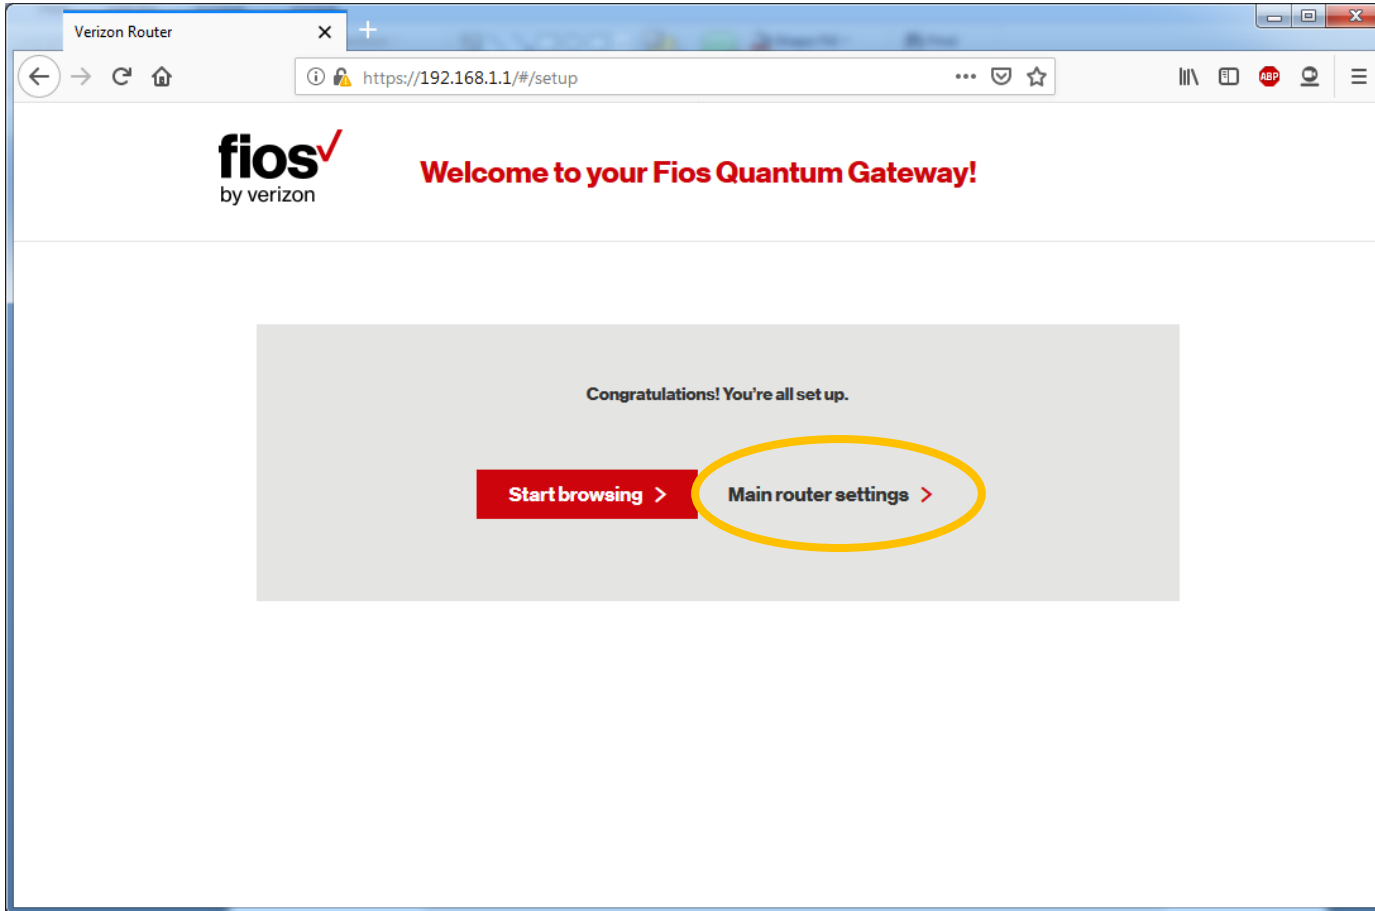 Verizon Router
https://192.168.1.1/#/setup
ABP
fios
by verizon
Welcome to your Fios Quantum Gateway!
Congratulations! You're all set up.
Start browsing
Main router settings